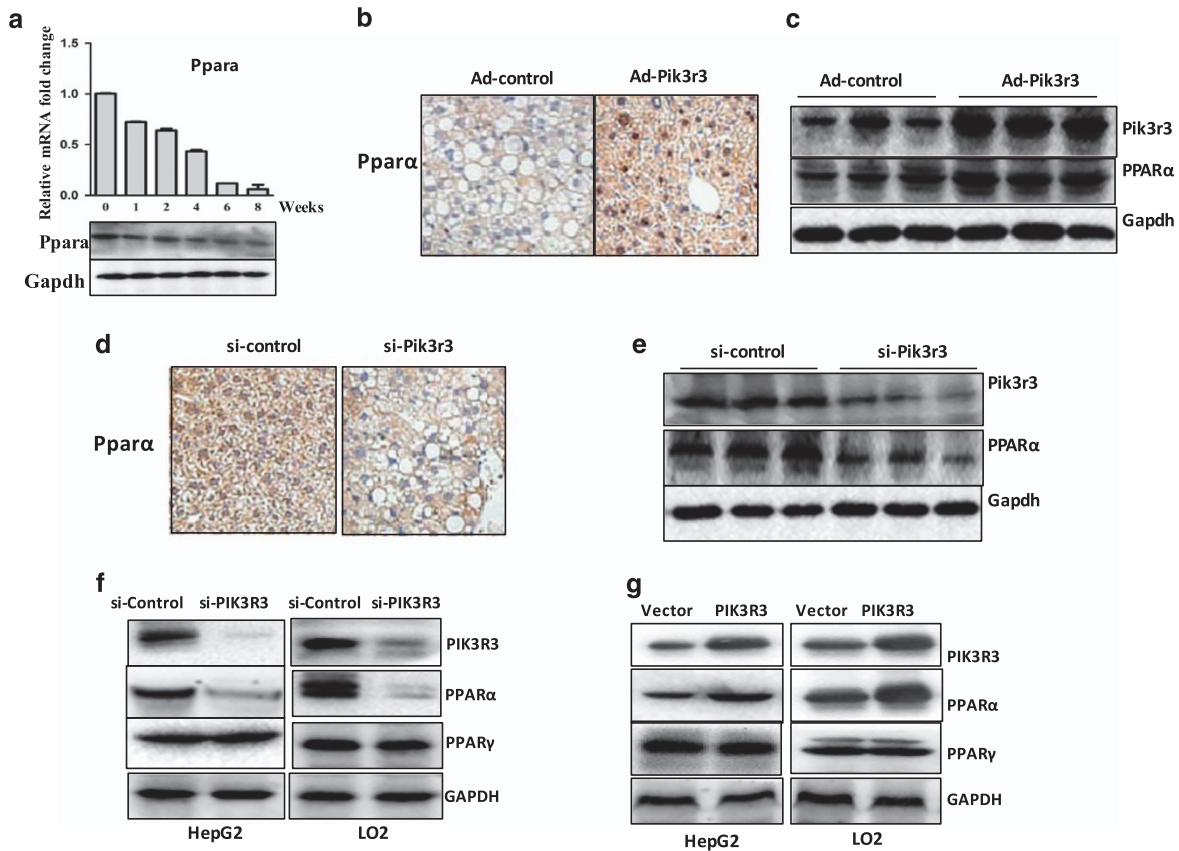 a
Relative mRNA fold change
1.5
1.0
0.5
0.0
Ppara
0 1 2 4 6 8 Weeks
Ppara
Gapdh
b
Ad-control Ad-Pik3r3
Pparα
c
Ad-control Ad-Pik3r3
Pik3r3
PPARα
Gapdh
d
si-control si-Pik3r3
Pparα
e
si-control si-Pik3r3
Pik3r3
PPARα
Gapdh
f
si-Control si-PIK3R3 si-Control si-PIK3R3
PIK3R3
PPARα
PPARγ
GAPDH
HepG2 LO2
g
Vector PIK3R3 Vector PIK3R3
PIK3R3
PPARα
PPARγ
GAPDH
HepG2 LO2